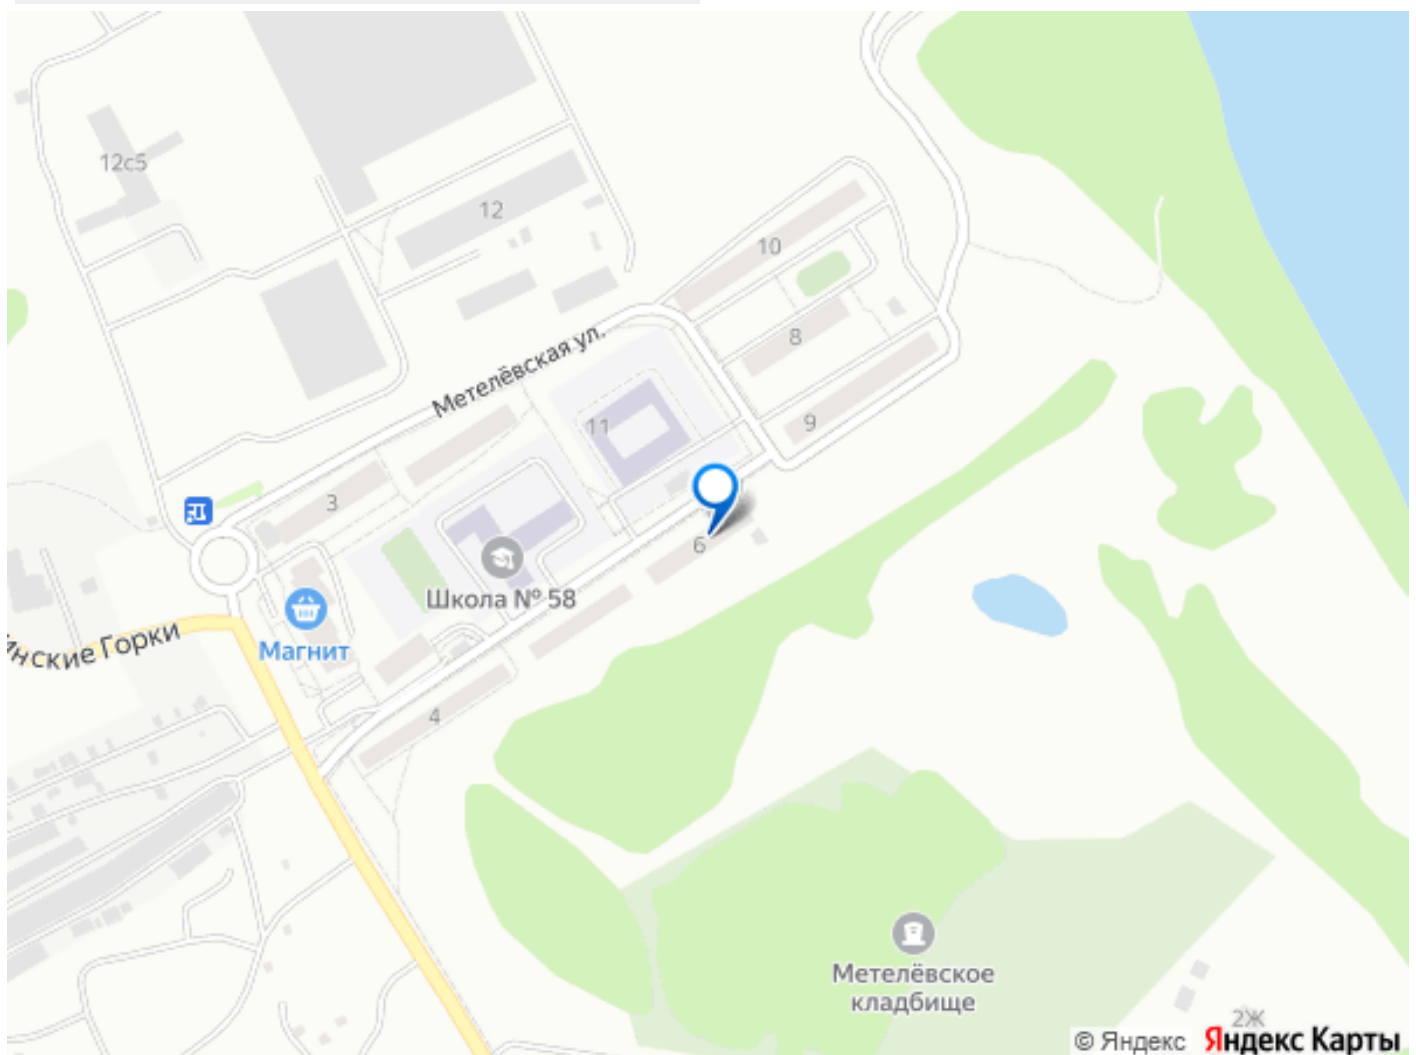 12с5
12
10
8
Метелёвская ул.
11
9
3
6
Школа № 58
Магнит
инские Горки
4
Метелёвское
кладбище
2Ж
© Яндекс Яндекс Карты